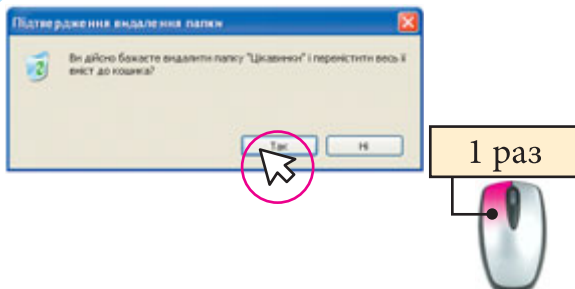 Підтвердження видалення папки
Ви дійсно бажаєте видалити папку "Цікавинки" і перемістити весь її
вміст до кошика?
Так
Ні
1 раз